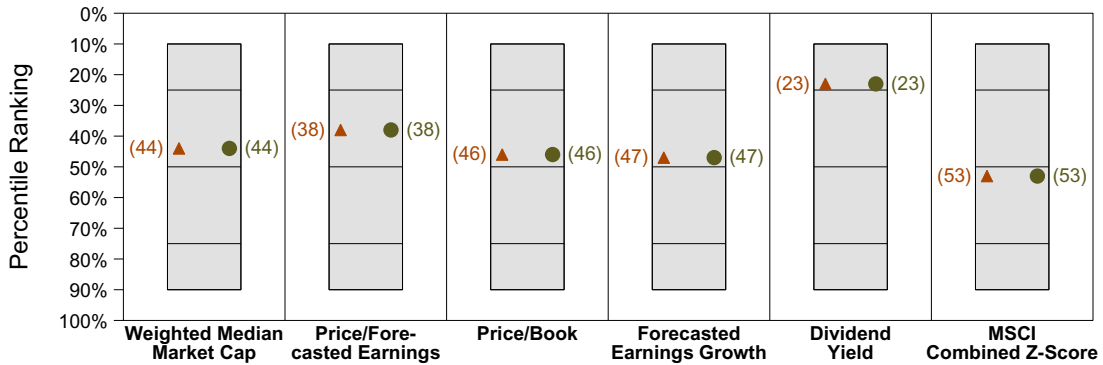 Percentile Ranking
0%
10%
20%
30%
40%
50%
60%
70%
80%
90%
100%
(44) (44)
(38) (38)
(46) (46)
(47) (47)
(23) (23)
(53) (53)
Weighted Median
Market Cap
Price/Fore-
casted Earnings
Price/Book
Forecasted
Earnings Growth
Dividend
Yield
MSCI
Combined Z-Score